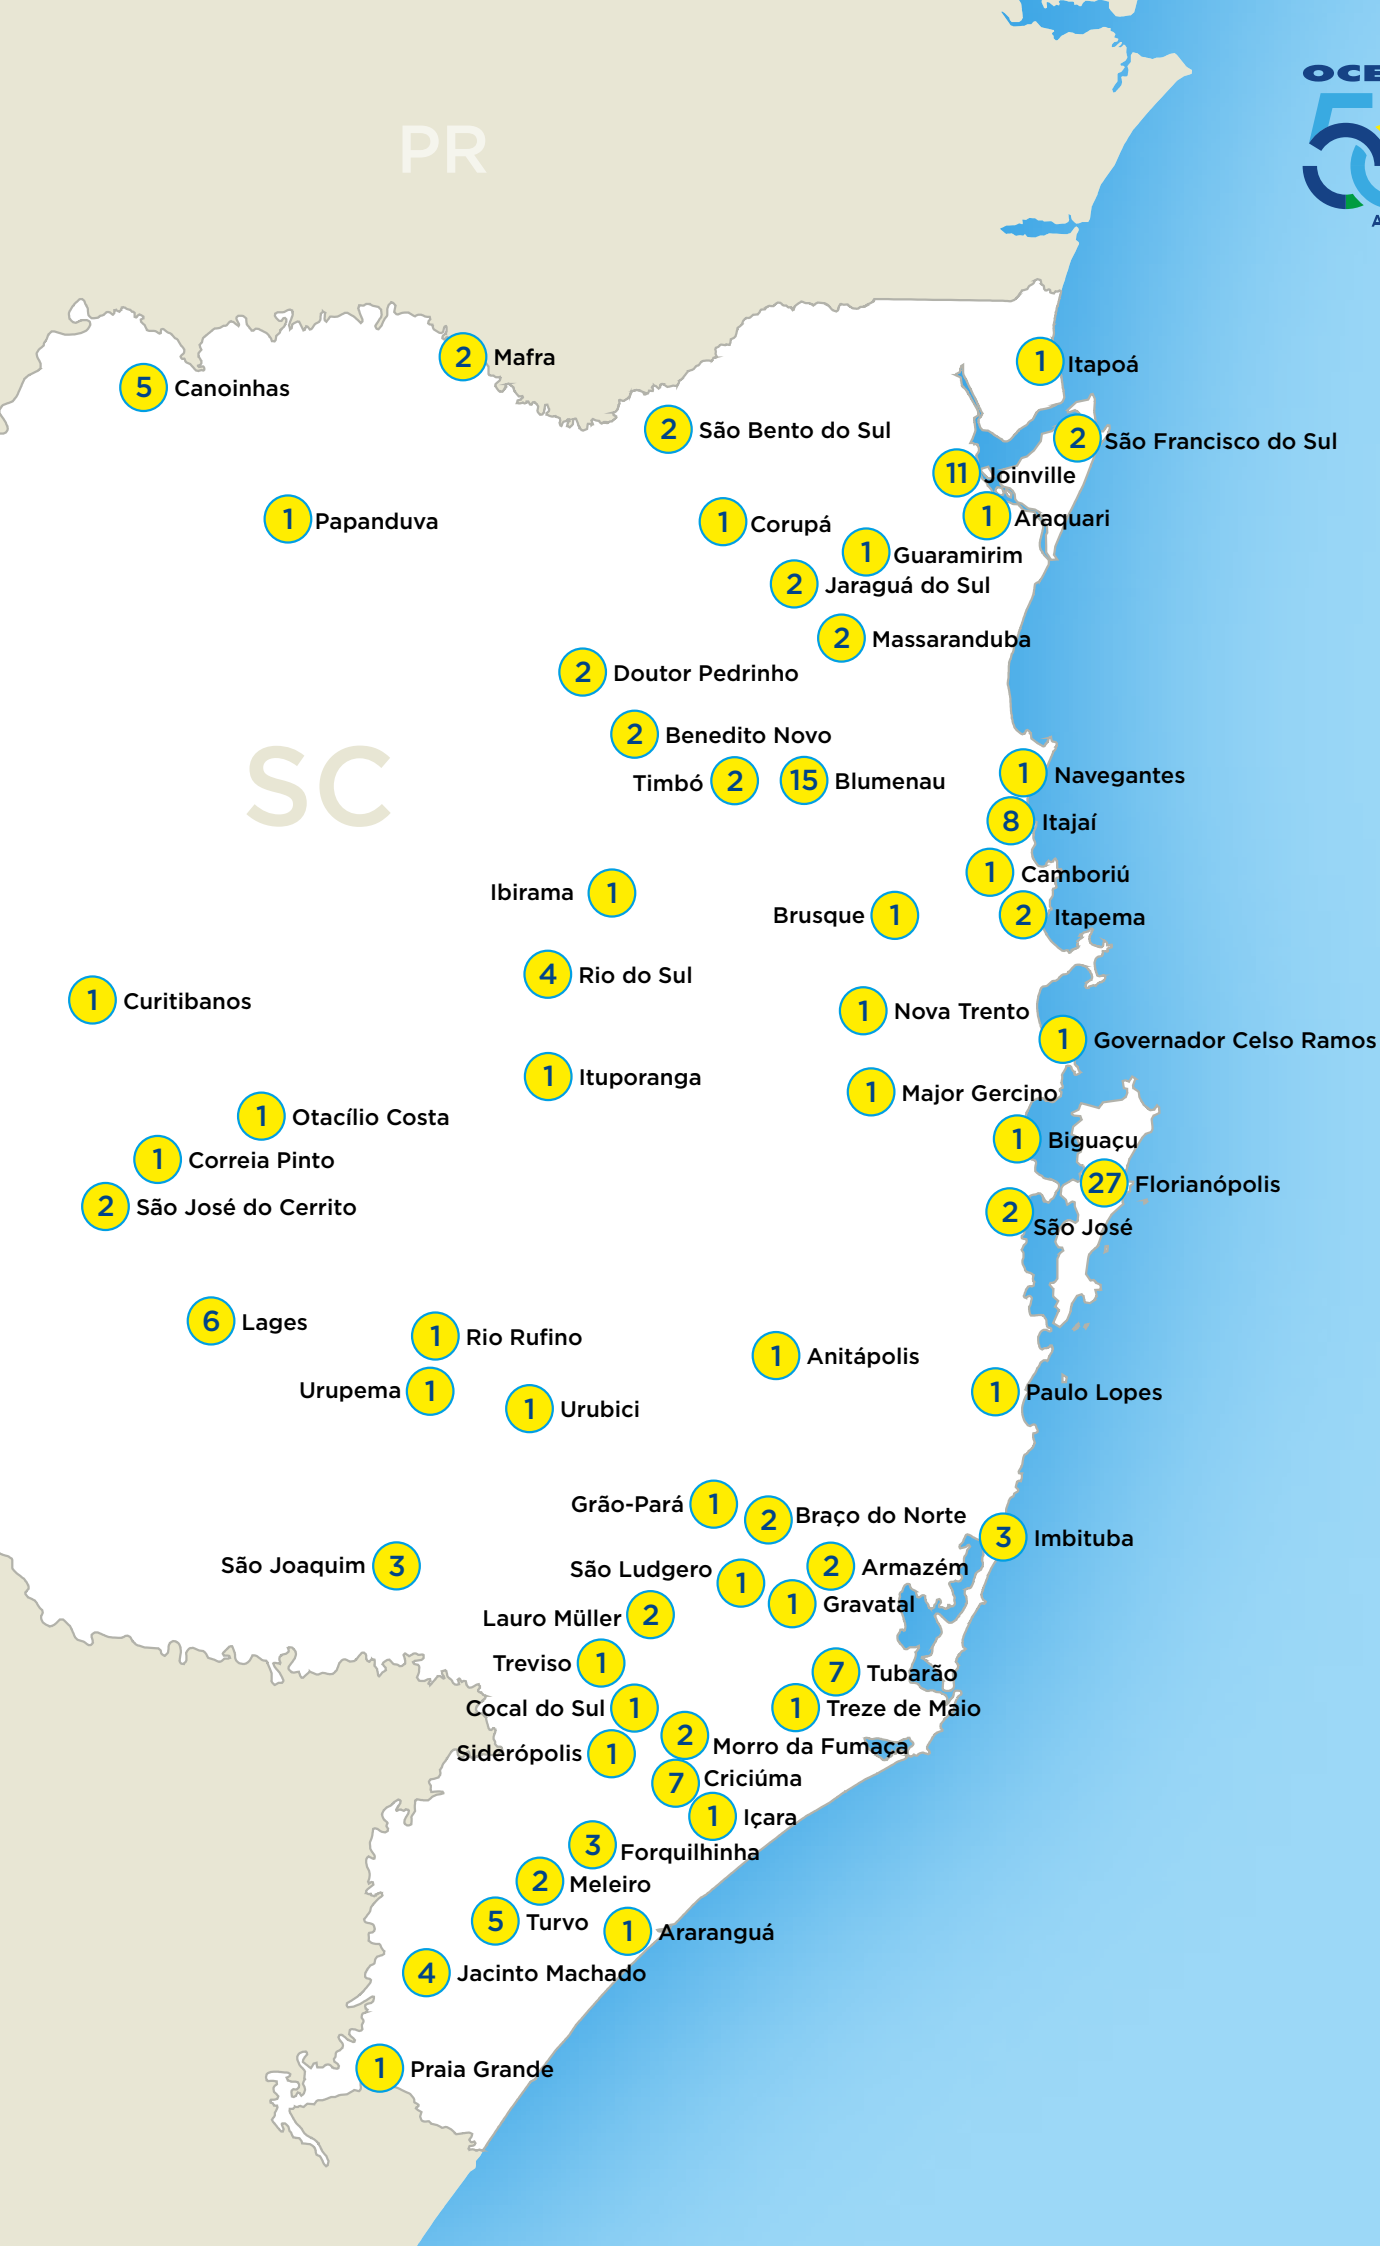 OCE
5
A
PR
2 Mafra
1 Itapoá
5 Canoinhas
2 São Bento do Sul
2 São Francisco do Sul
11 Joinville
1 Papanduva
1 Corupá
1 Araquari
1 Guaramirim
2 Jaraguá do Sul
2 Massaranduba
2 Doutor Pedrinho
2 Benedito Novo
SC
Timbó 2
15 Blumenau
1 Navegantes
8 Itajaí
1 Camboriú
Ibirama 1
Brusque 1
2 Itapema
4 Rio do Sul
1 Curitibanos
1 Nova Trento
1 Governador Celso Ramos
1 Ituporanga
1 Major Gercino
1 Otacílio Costa
1 Biguaçu
1 Correia Pinto
27 Florianópolis
2 São José do Cerrito
2 São José
6 Lages
1 Rio Rufino
1 Anitápolis
Urupema 1
1 Paulo Lopes
1 Urubici
Grão-Pará 1
2 Braço do Norte
3 Imbituba
São Joaquim 3
São Ludgero 1
2 Armazém
1 Gravatal
Lauro Müller 2
Treviso 1
7 Tubarão
Cocal do Sul 1
1 Treze de Maio
2 Morro da Fumaça
Siderópolis 1
7 Criciúma
1 Içara
3 Forquilhinha
2 Meleiro
5 Turvo
1 Araranguá
4 Jacinto Machado
1 Praia Grande